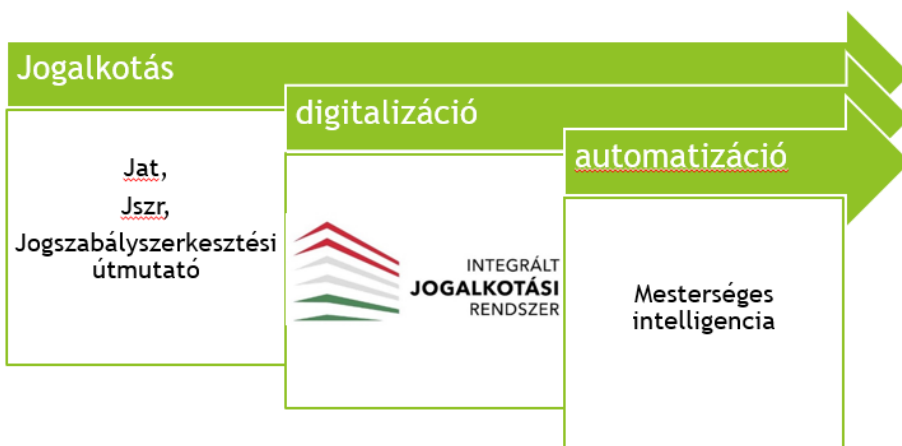 Jogalkotás
Jat,
Jszr,
Jogszabályszerkesztési
útmutató
digitalizáció
INTEGRÁLT
JOGALKOTÁSI
RENDSZER
automatizáció
Mesterséges
intelligencia